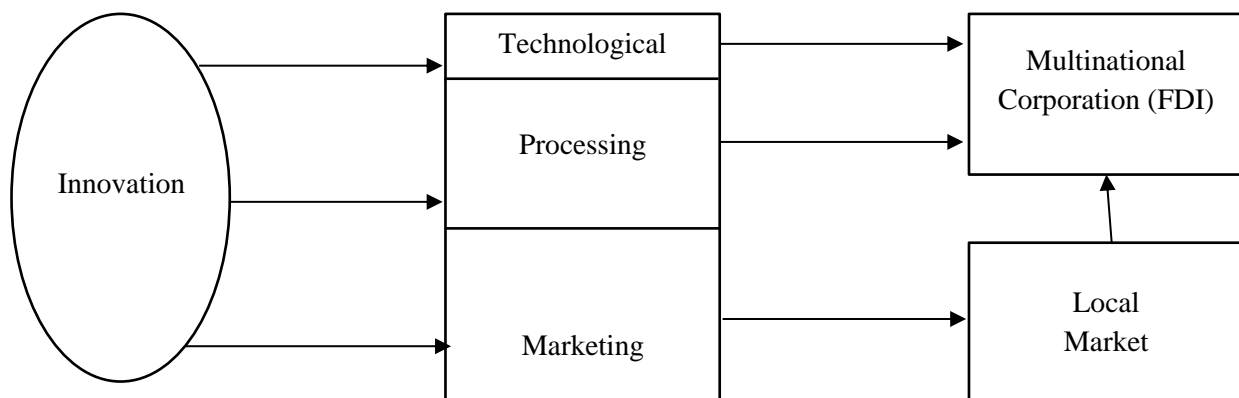 Innovation
Technological
Processing
Marketing
Multinational
Corporation (FDI)
Local
Market